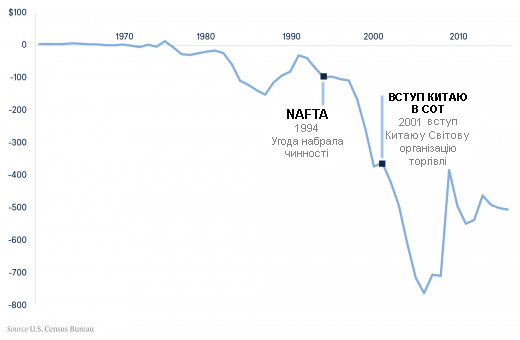 $100
0
-100
-200
-300
-400
-500
-600
-700
-800
1970
1980
1990
2000
2010
NAFTA
1994
Угода набрала
чинності
ВСТУП КИТАЮ
В СОТ
2001 вступ
Китаю у Світову
організацію
торгівлі
Source U.S. Census Bureau